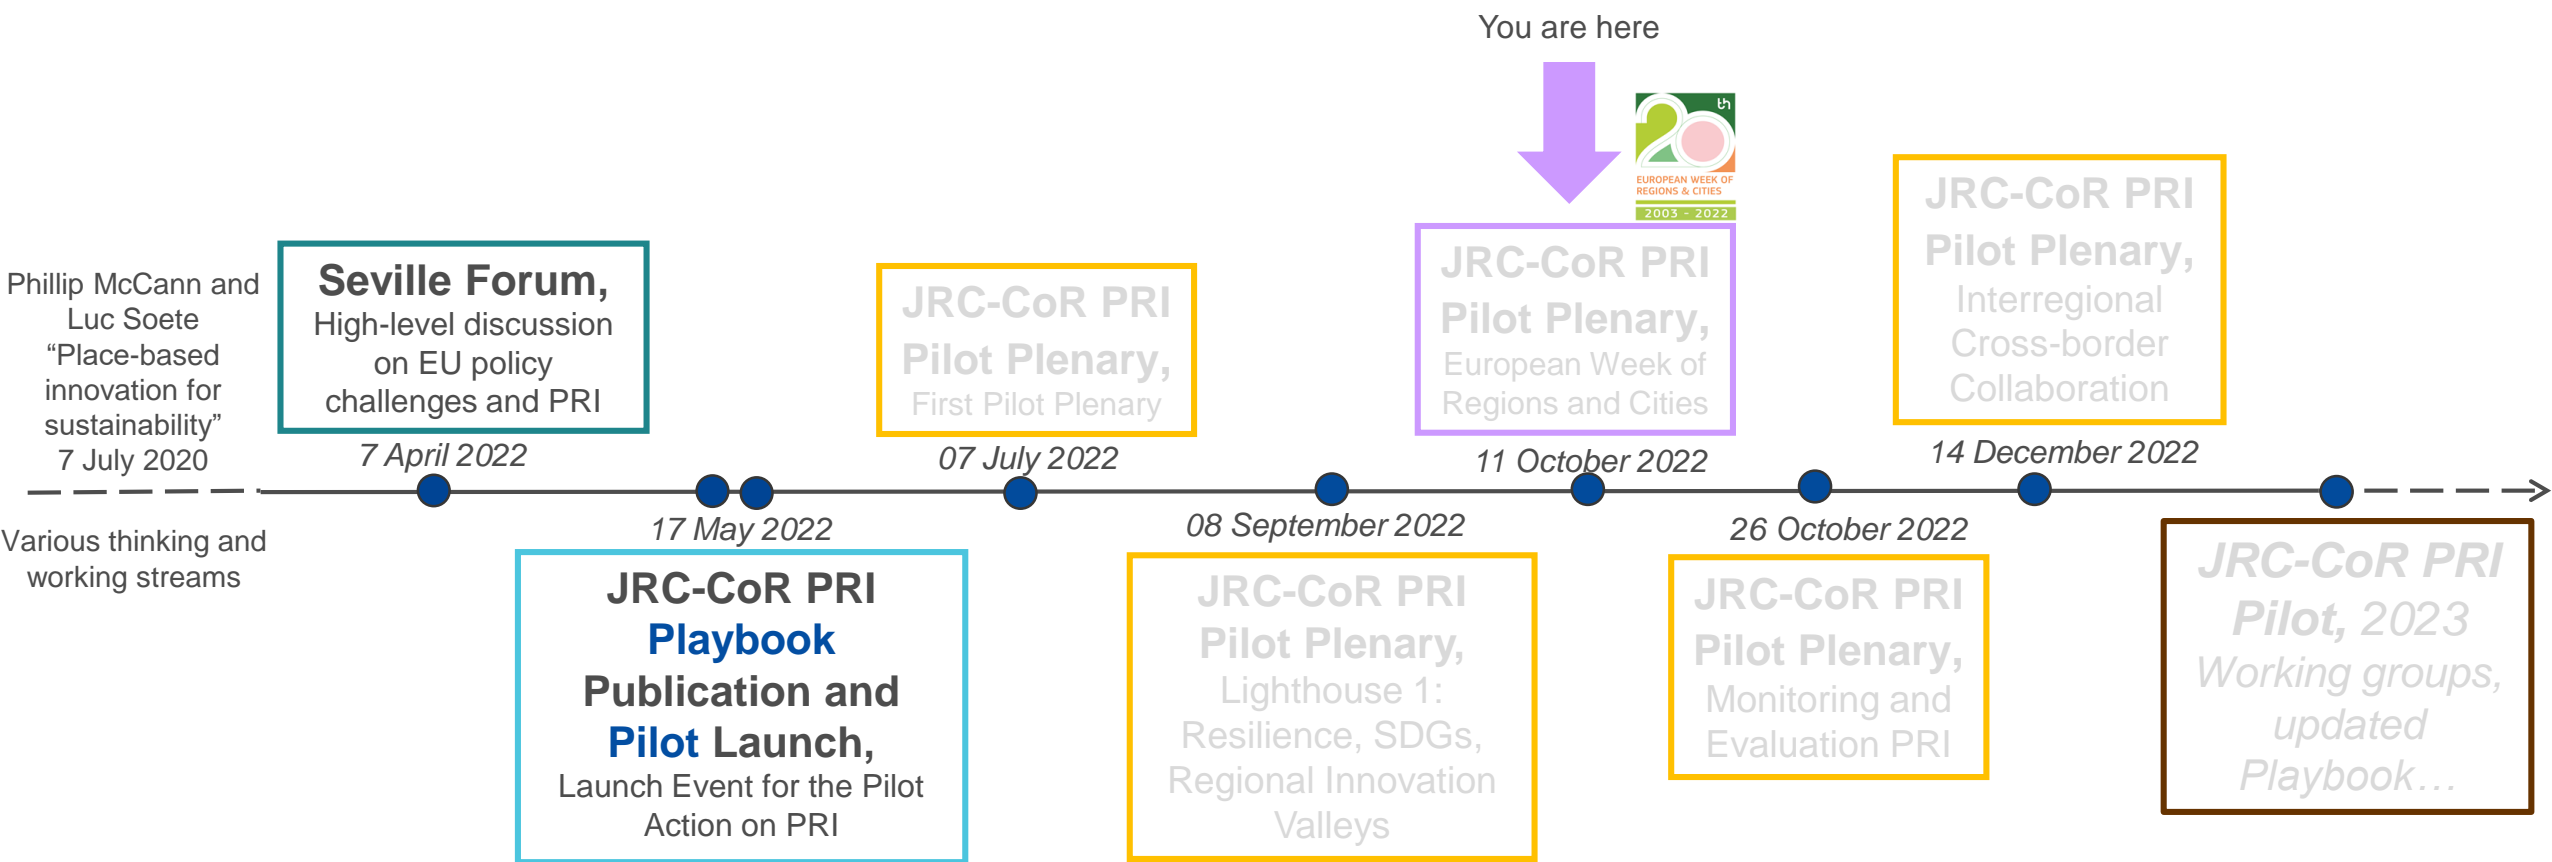 You are here
th
20
EUROPEAN WEEK OF
REGIONS & CITIES
2003 - 2022
Phillip McCann and
Luc Soete
“Place-based
innovation for
sustainability”
7 July 2020
Various thinking and
working streams
Seville Forum,
High-level discussion
on EU policy
challenges and PRI
7 April 2022
17 May 2022
JRC-CoR PRI
Playbook
Publication and
Pilot Launch,
Launch Event for the Pilot
Action on PRI
JRC-CoR PRI
Pilot Plenary,
First Pilot Plenary
07 July 2022
08 September 2022
JRC-CoR PRI
Pilot Plenary,
Lighthouse 1:
Resilience, SDGs,
Regional Innovation
Valleys
JRC-CoR PRI
Pilot Plenary,
European Week of
Regions and Cities
11 October 2022
26 October 2022
JRC-CoR PRI
Pilot Plenary,
Monitoring and
Evaluation PRI
JRC-CoR PRI
Pilot Plenary,
Interregional
Cross-border
Collaboration
14 December 2022
JRC-CoR PRI
Pilot, 2023
Working groups,
updated
Playbook…